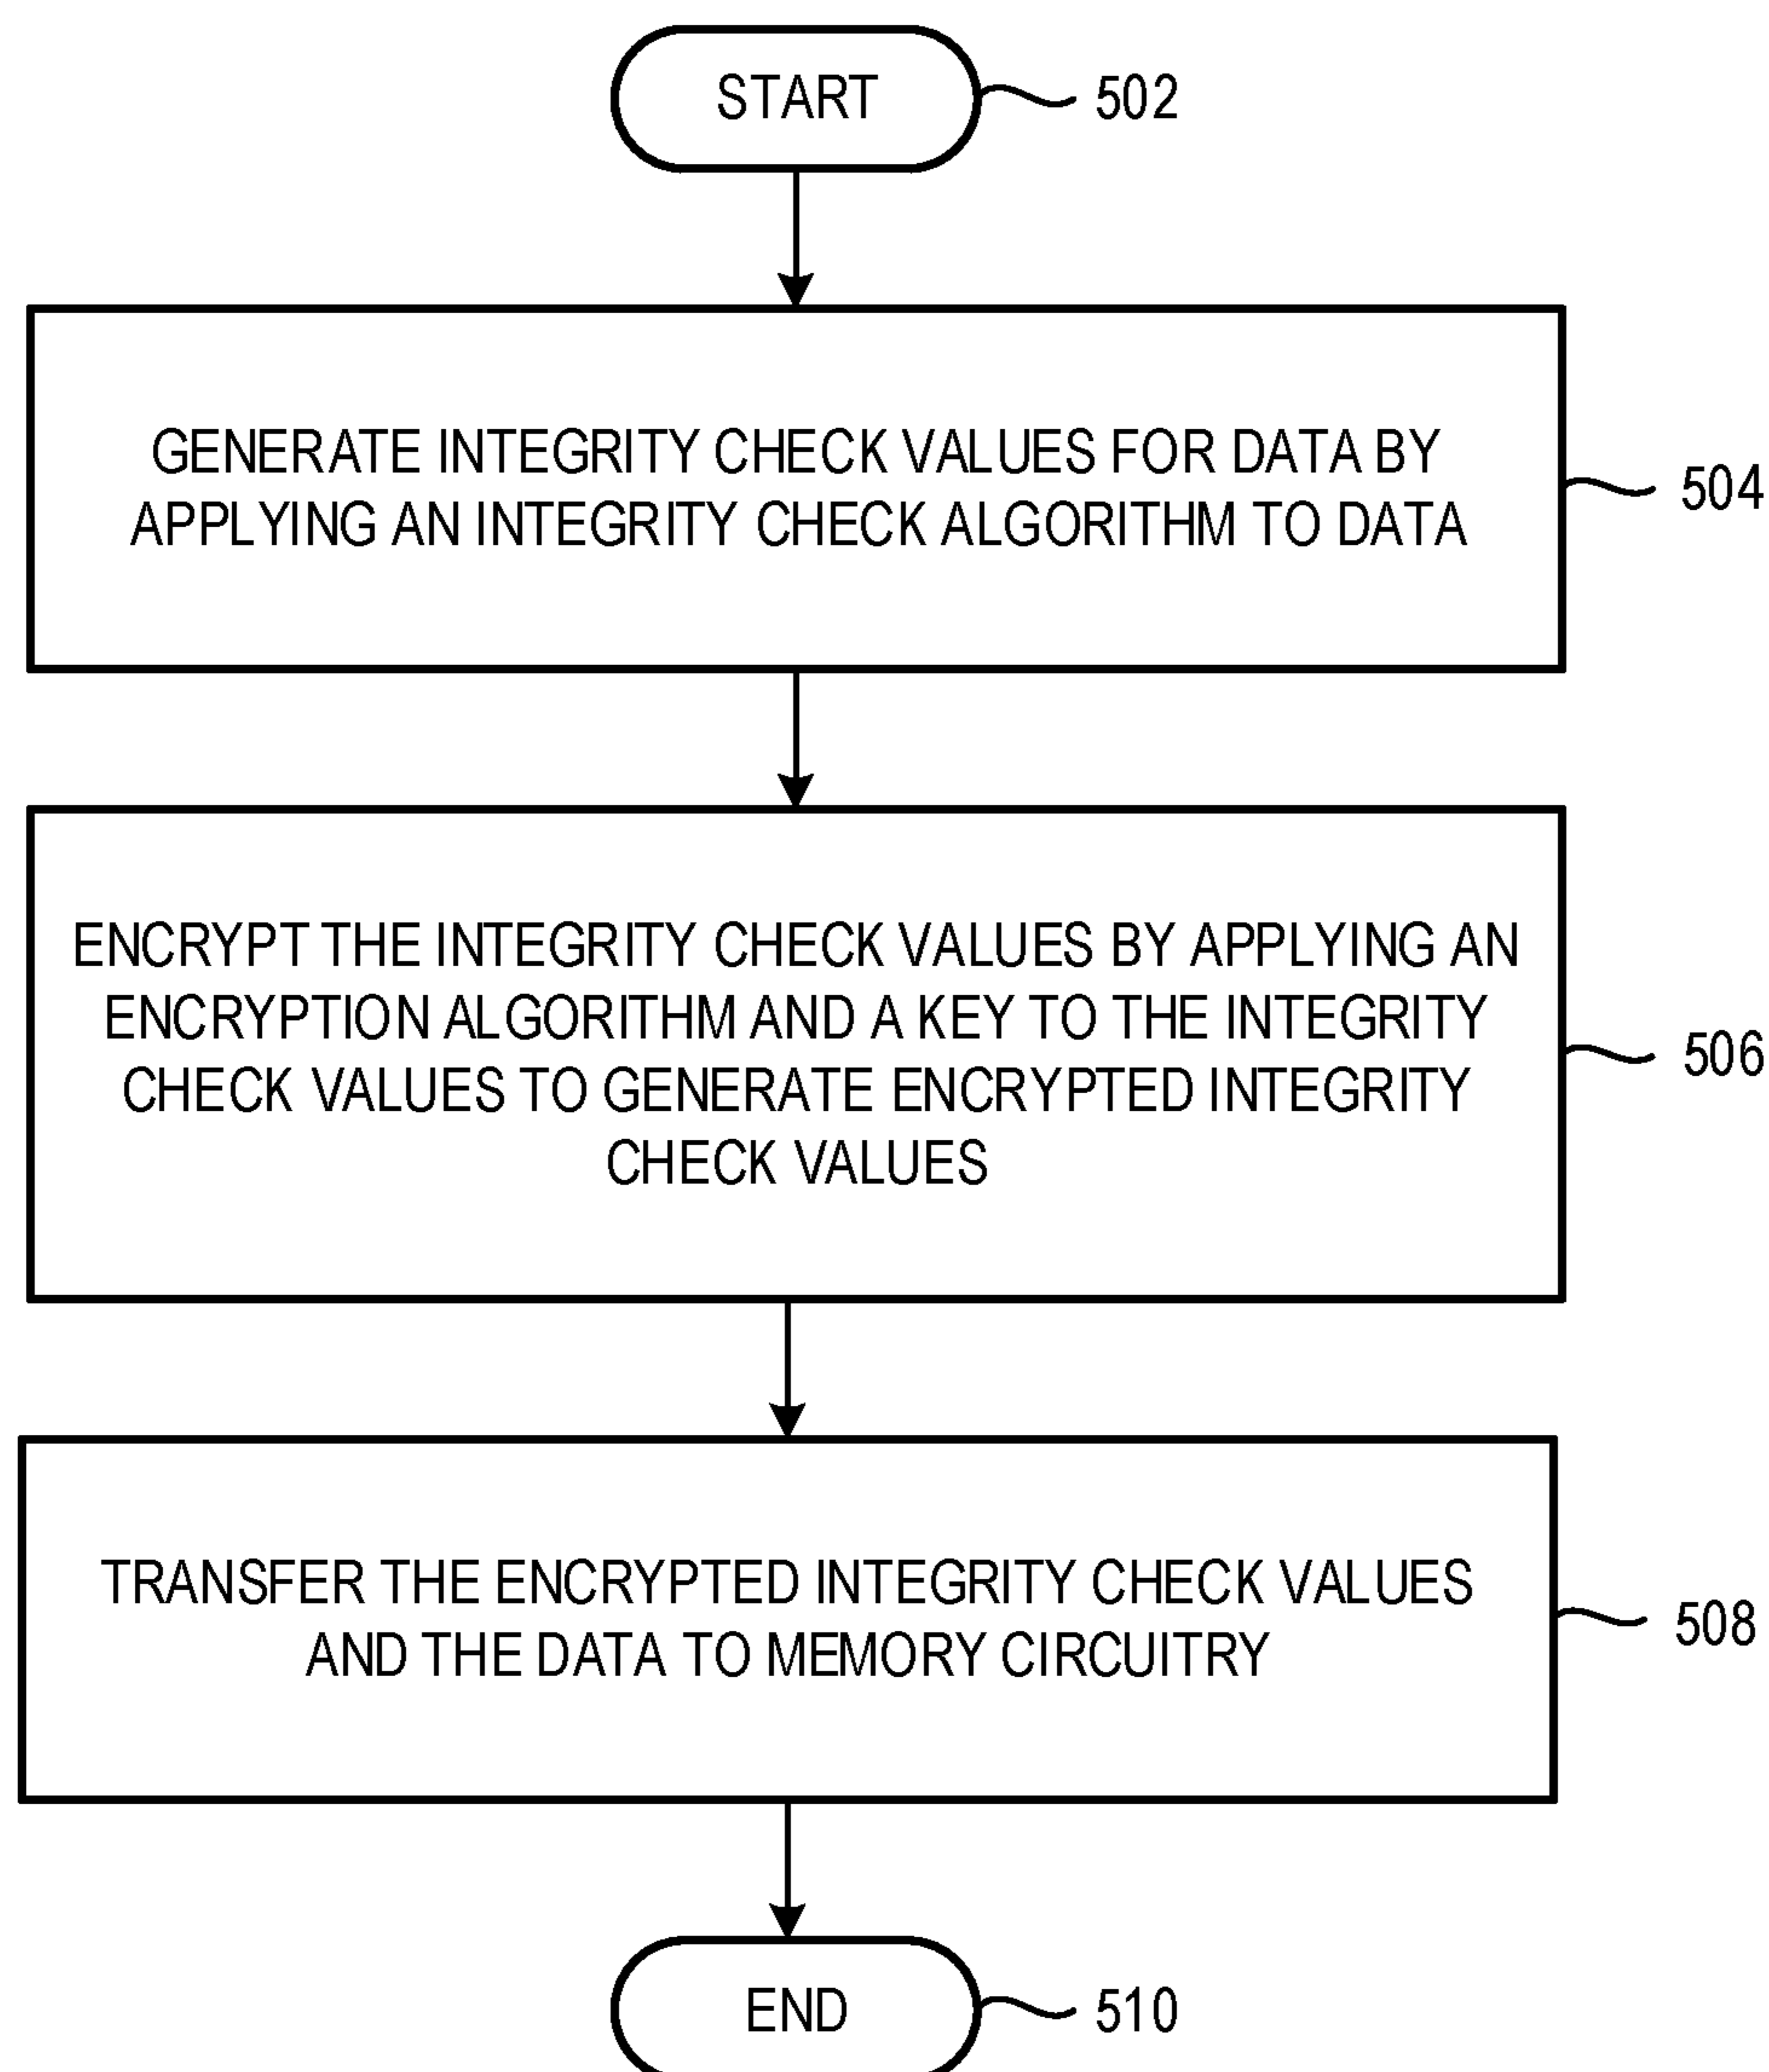 START
502
GENERATE INTEGRITY CHECK VALUES FOR DATA BY
APPLYING AN INTEGRITY CHECK ALGORITHM TO DATA
504
ENCRYPT THE INTEGRITY CHECK VALUES BY APPLYING AN
ENCRYPTION ALGORITHM AND A KEY TO THE INTEGRITY
CHECK VALUES TO GENERATE ENCRYPTED INTEGRITY
CHECK VALUES
506
TRANSFER THE ENCRYPTED INTEGRITY CHECK VALUES
AND THE DATA TO MEMORY CIRCUITRY
508
END
510